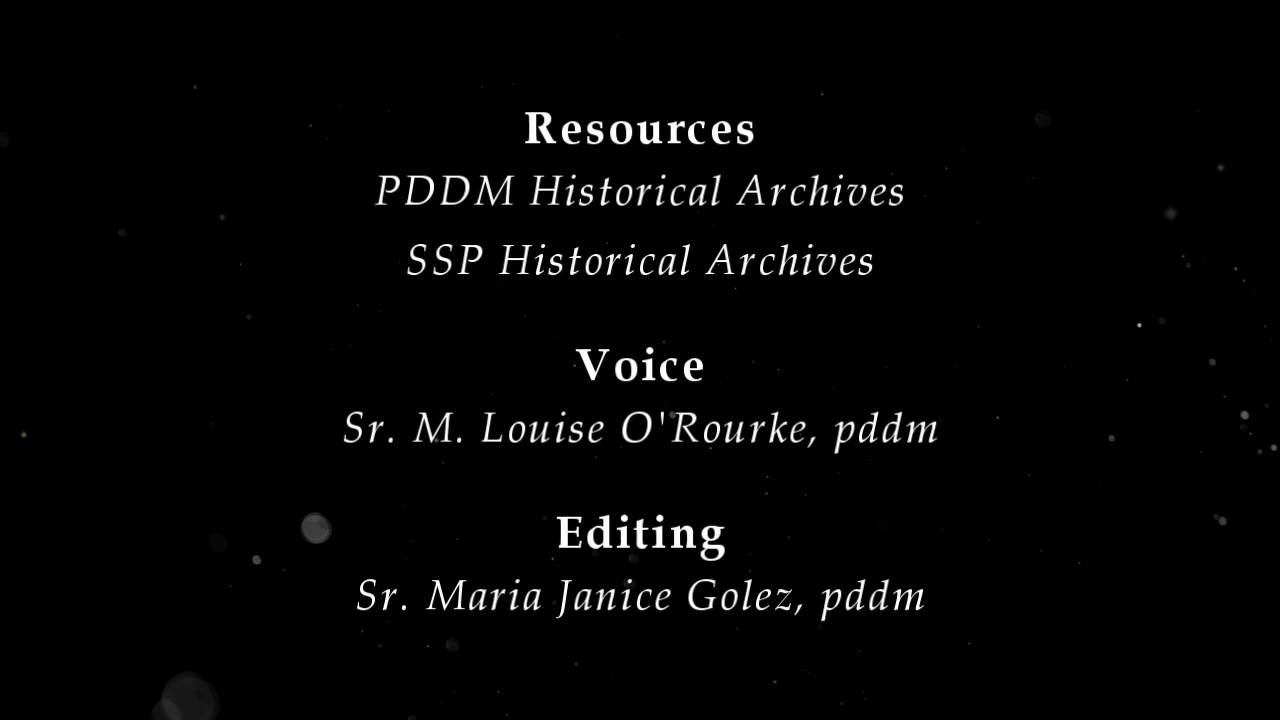 Resources
PDDM Historical Archives
SSP Historical Archives
Voice
Sr. M. Louise O'Rourke, pddm
Editing
Sr. Maria Janice Golez, pddm